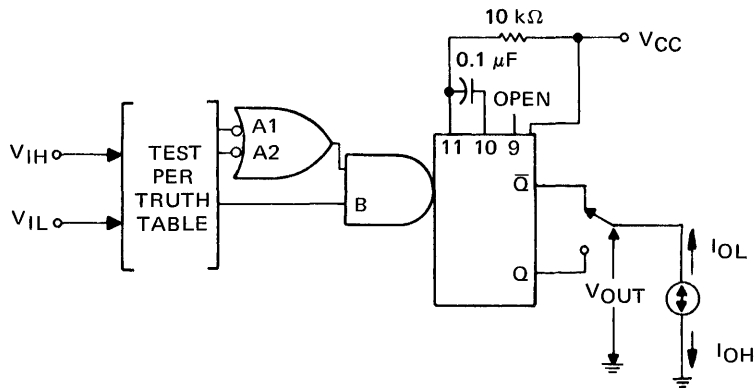 10 kΩ
VCC
0.1 μF
OPEN
11 10 9
A1
A2
VIH
TEST
PER
TRUTH
TABLE
VIL
B
Q̅
Q
VOUT
IOL
IOH